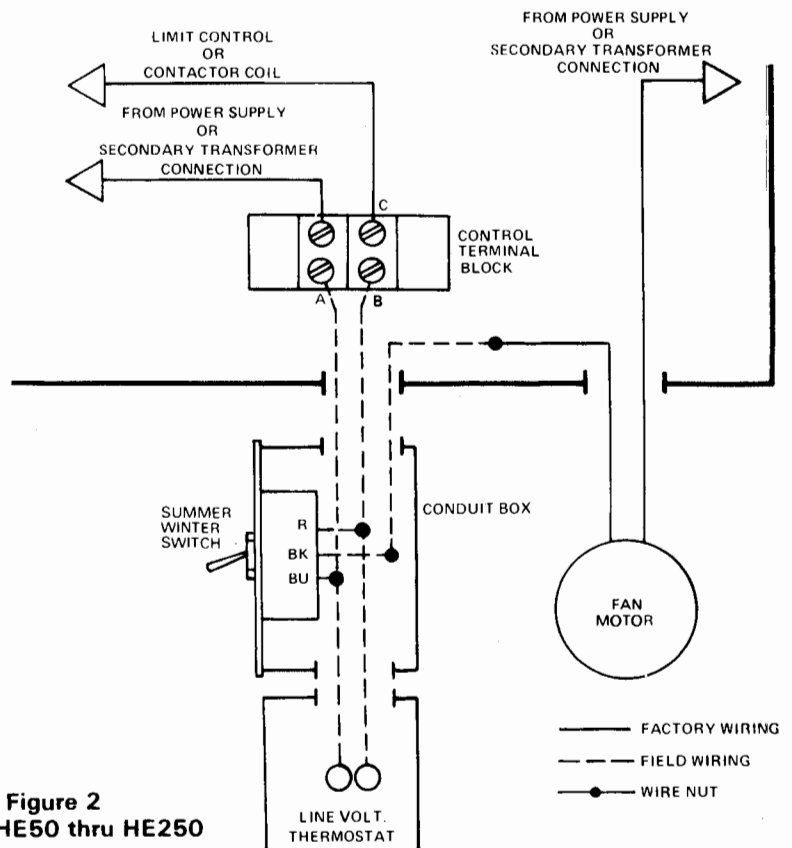 LIMIT CONTROL
OR
CONTACTOR COIL
FROM POWER SUPPLY
OR
SECONDARY TRANSFORMER
CONNECTION
FROM POWER SUPPLY
OR
SECONDARY TRANSFORMER
CONNECTION
C
CONTROL
TERMINAL
BLOCK
A
B
SUMMER
WINTER
SWITCH
R
BK
BU
CONDUIT BOX
FAN
MOTOR
FACTORY WIRING
FIELD WIRING
WIRE NUT
LINE VOLT.
THERMOSTAT
Figure 2
HE50 thru HE250